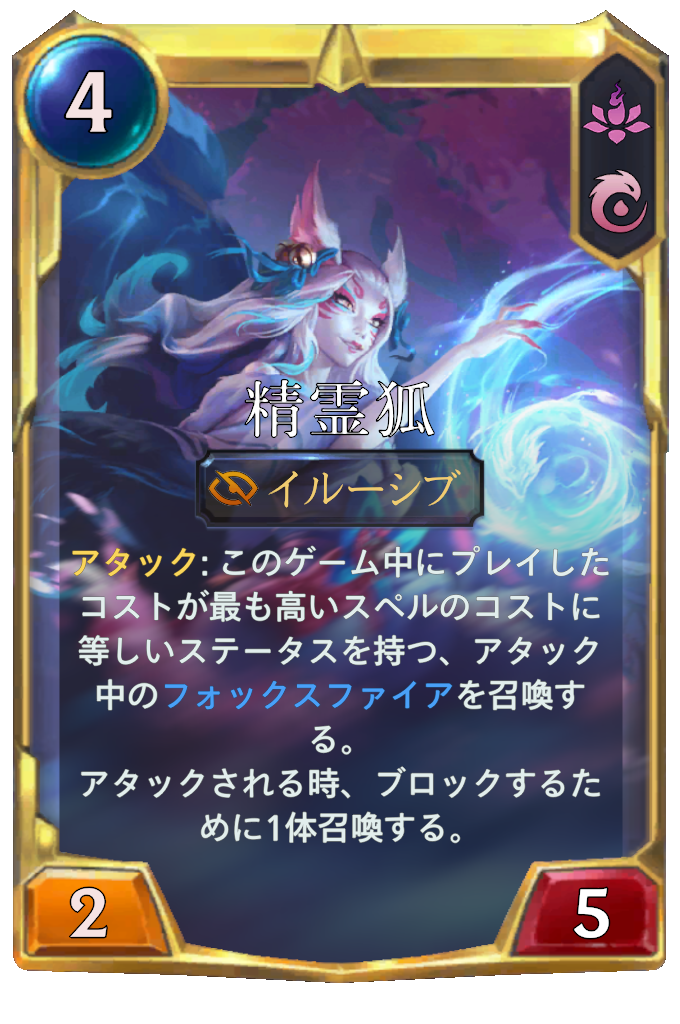 4
精霊狐
イルーシブ
アタック: このゲーム中にプレイした
コストが最も高いスペルのコストに
等しいステータスを持つ、アタック
中のフォックスファイアを召喚す
る。
アタックされる時、ブロックするた
めに1体召喚する。
2
5